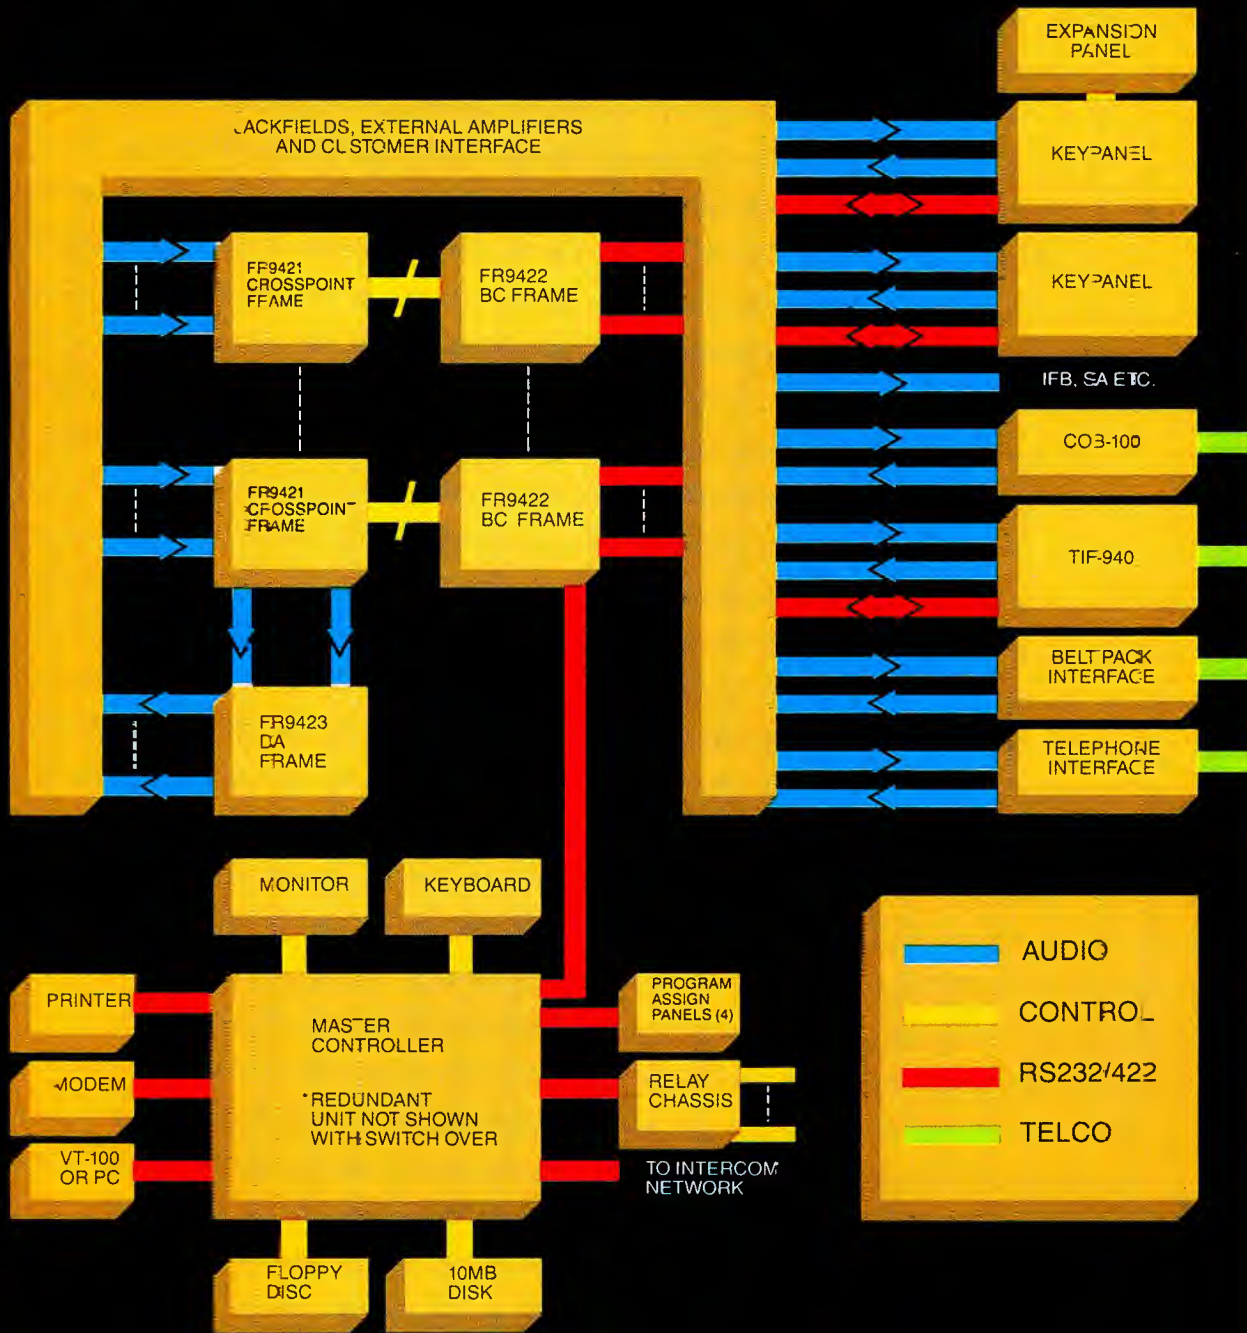 EXPANSION
PANEL
JACKFIELDS, EXTERNAL AMPLIFIERS
AND CUSTOMER INTERFACE
KEYPANEL
FR9421
CROSSPOINT
FRAME
FR9422
BC FRAME
KEYPANEL
IFB, SA ETC.
COB-100
FR9421
CROSSPOINT
FRAME
FR9422
BC FRAME
TIF-940
BELT PACK
INTERFACE
FR9423
DA
FRAME
TELEPHONE
INTERFACE
MONITOR
KEYBOARD
PRINTER
MODEM
VT-100
OR PC
MASTER
CONTROLLER
*REDUNDANT
UNIT NOT SHOWN
WITH SWITCH OVER
PROGRAM
ASSIGN
PANELS (4)
RELAY
CHASSIS
TO INTERCOM
NETWORK
FLOPPY
DISC
10MB
DISK
AUDIO
CONTROL
RS232/422
TELCO